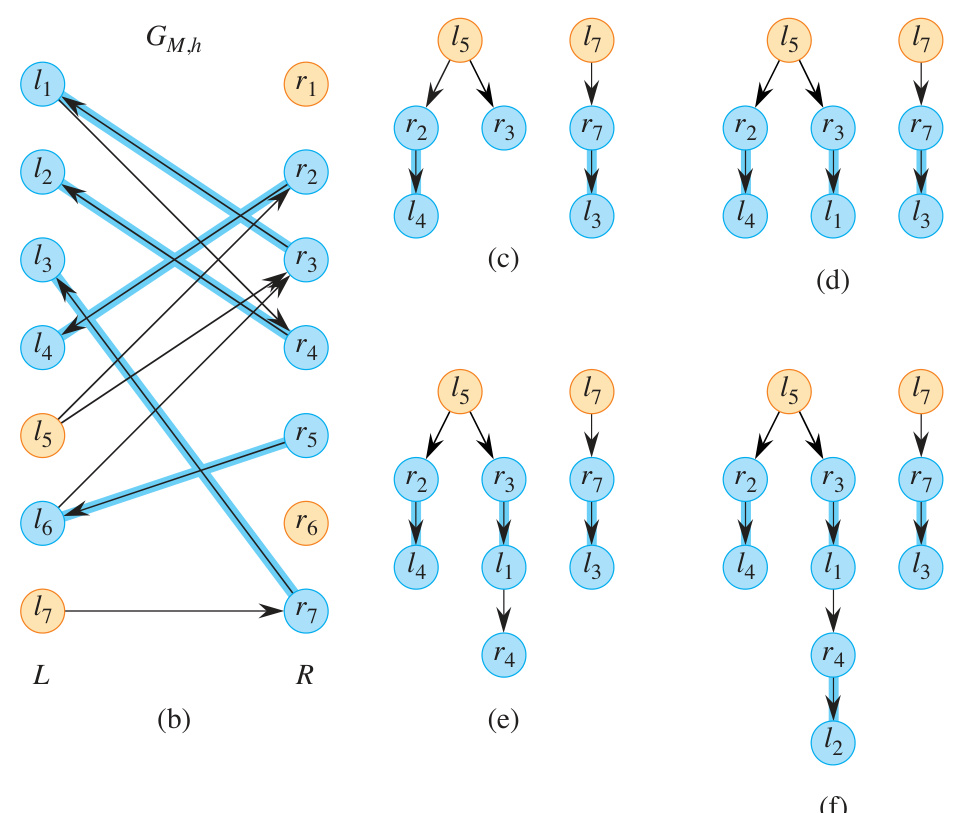 G_{M,h}
l_1 r_1
l_2 r_2
l_3 r_3
l_4 r_4
l_5 r_5
l_6 r_6
l_7 r_7
L R
(b)
l_5 l_7
r_2 r_3 r_7
l_4 l_3
(c)
l_5 l_7
r_2 r_3 r_7
l_4 l_1 l_3
(d)
l_5 l_7
r_2 r_3 r_7
l_4 l_1 l_3
r_4
(e)
l_5 l_7
r_2 r_3 r_7
l_4 l_1 l_3
r_4
l_2
(f)